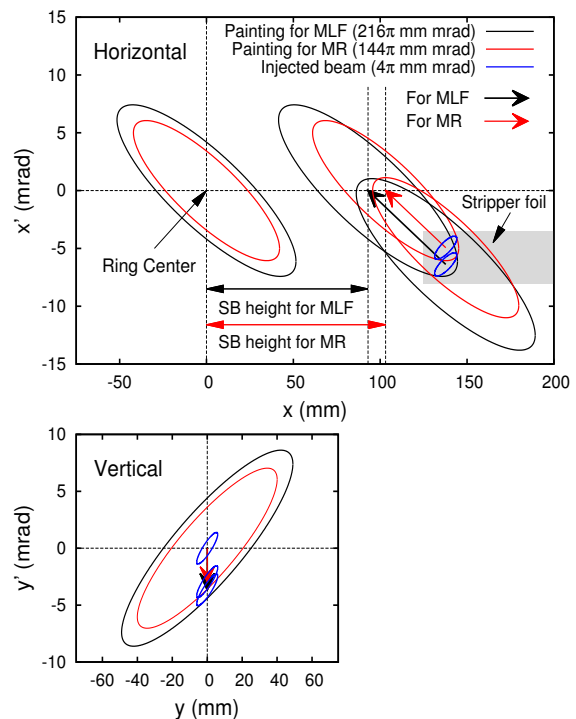 Horizontal
Painting for MLF (216π mm mrad)
Painting for MR (144π mm mrad)
Injected beam (4π mm mrad)
For MLF
For MR
Stripper foil
Ring Center
SB height for MLF
SB height for MR
x' (mrad)
15
10
5
0
-5
-10
-15
-50
0
50
100
150
200
x (mm)
Vertical
y' (mrad)
10
5
0
-5
-10
-60
-40
-20
0
20
40
60
y (mm)